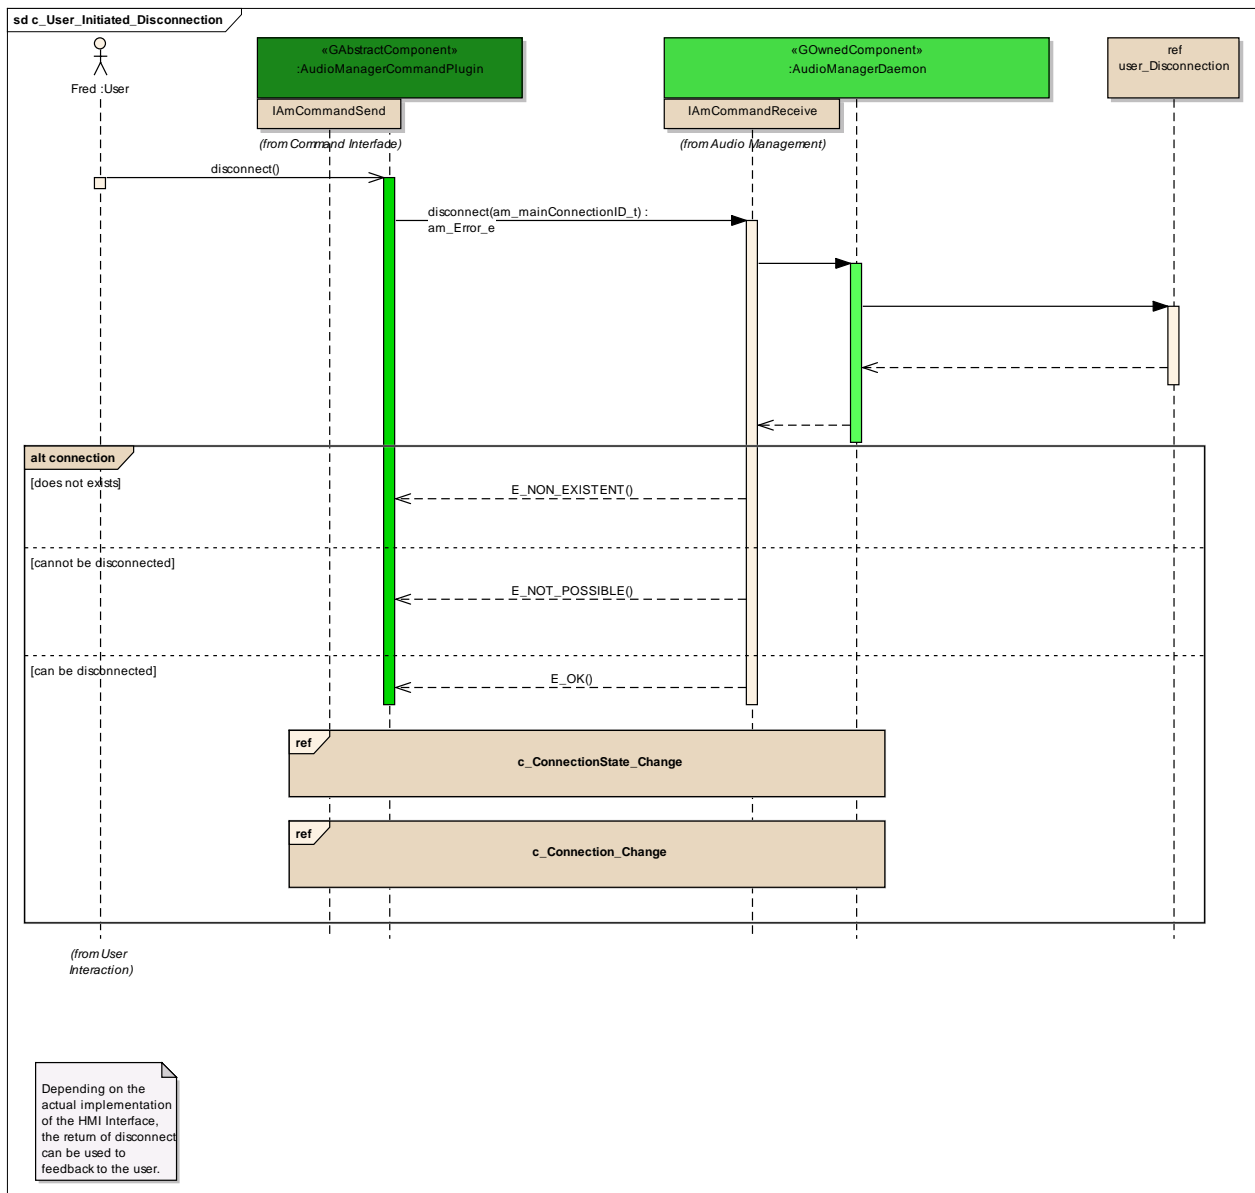 sd c_User_Initiated_Disconnection
Fred :User
«GAbstractComponent»
:AudioManagerCommandPlugin
«GOwnedComponent»
:AudioManagerDaemon
ref
user_Disconnection
IAmCommandSend
IAmCommandReceive
(from Command Interface)
(from Audio Management)
disconnect()
disconnect(am_mainConnectionID_t) :
am_Error_e
alt connection
[does not exists]
E_NON_EXISTENT()
[cannot be disconnected]
E_NOT_POSSIBLE()
[can be disconnected]
E_OK()
ref
c_ConnectionState_Change
ref
c_Connection_Change
(from User
Interaction)
Depending on the
actual implementation
of the HMI Interface,
the return of disconnect
can be used to
feedback to the user.